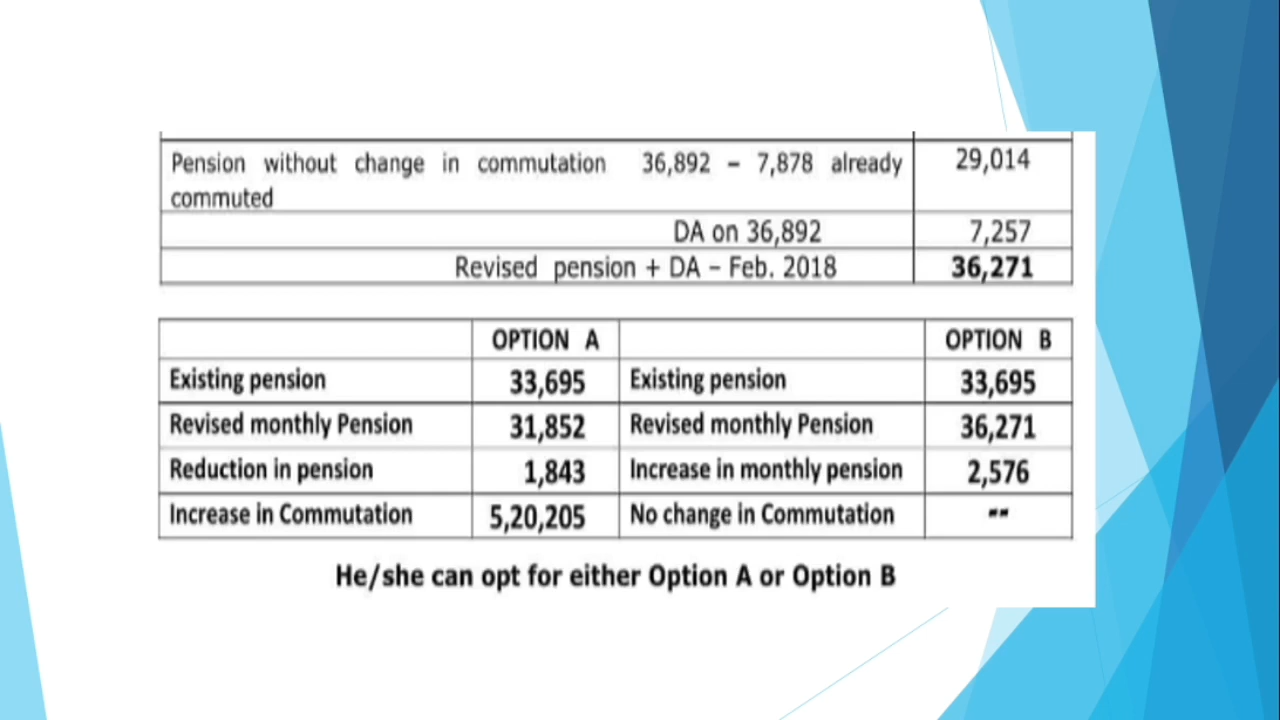 Pension without change in commutation 36,892 – 7,878 already 29,014
commuted
DA on 36,892 7,257
Revised pension + DA – Feb. 2018 36,271
OPTION A OPTION B
Existing pension 33,695 Existing pension 33,695
Revised monthly Pension 31,852 Revised monthly Pension 36,271
Reduction in pension 1,843 Increase in monthly pension 2,576
Increase in Commutation 5,20,205 No change in Commutation --
He/she can opt for either Option A or Option B